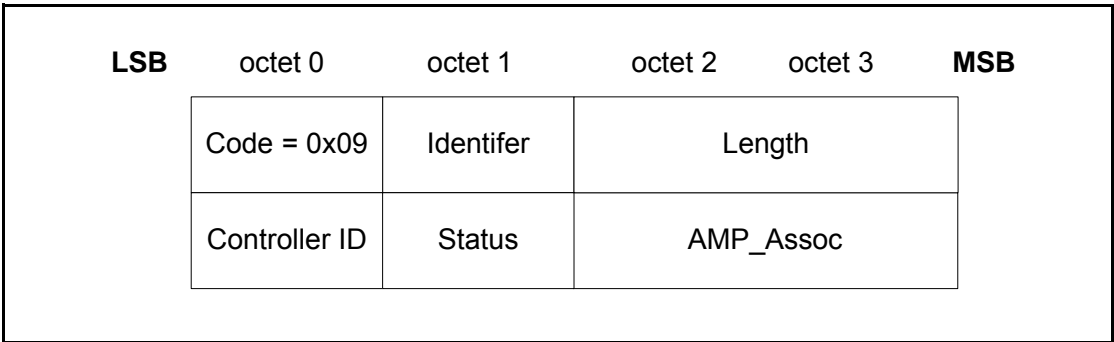 LSB octet 0 octet 1 octet 2 octet 3 MSB
Code = 0x09 Identifer Length
Controller ID Status AMP_Assoc